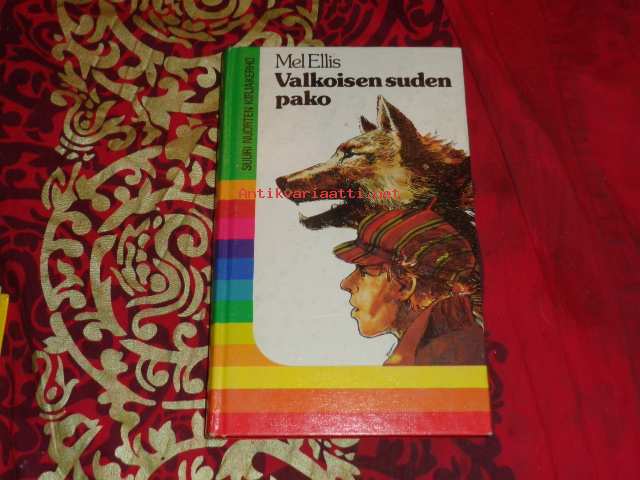 Mel Ellis
Valkoisen suden
pako
SUURI NUORTEN KIRJAKERHO
Antikvariaatti.net